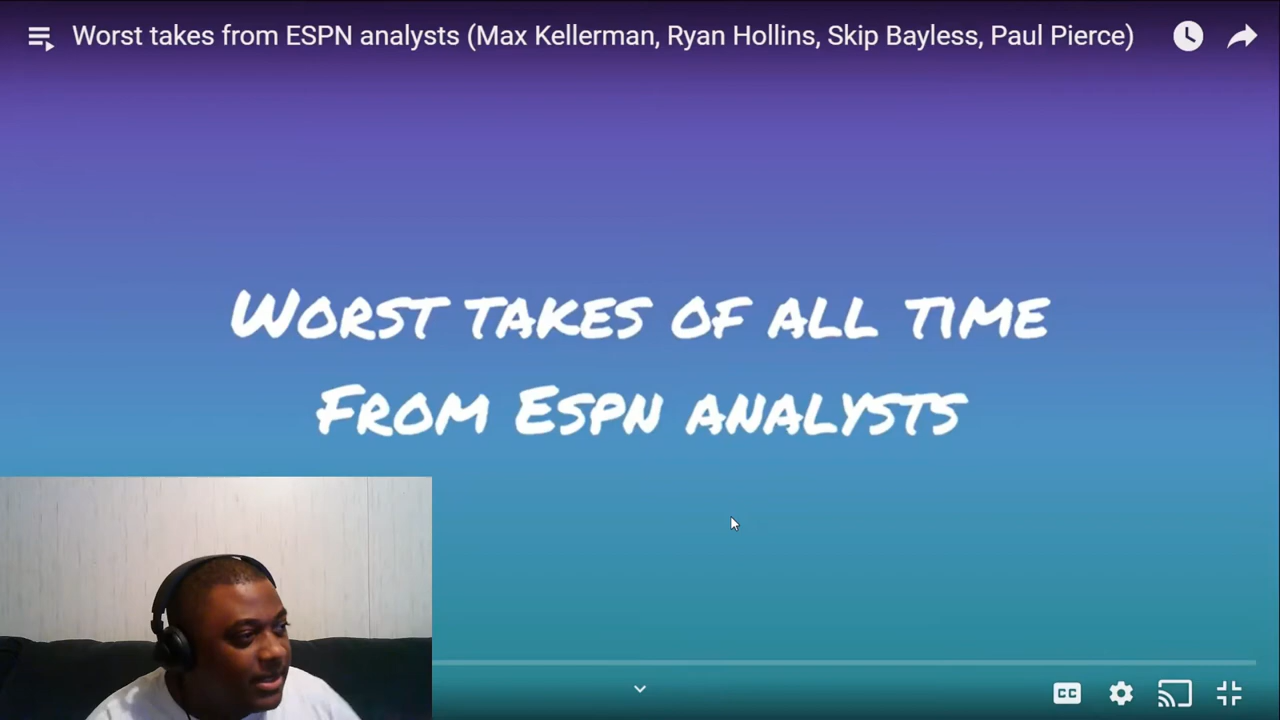 Worst takes from ESPN analysts (Max Kellerman, Ryan Hollins, Skip Bayless, Paul Pierce)
WORST TAKES OF ALL TIME
FROM ESPN ANALYSTS
CC